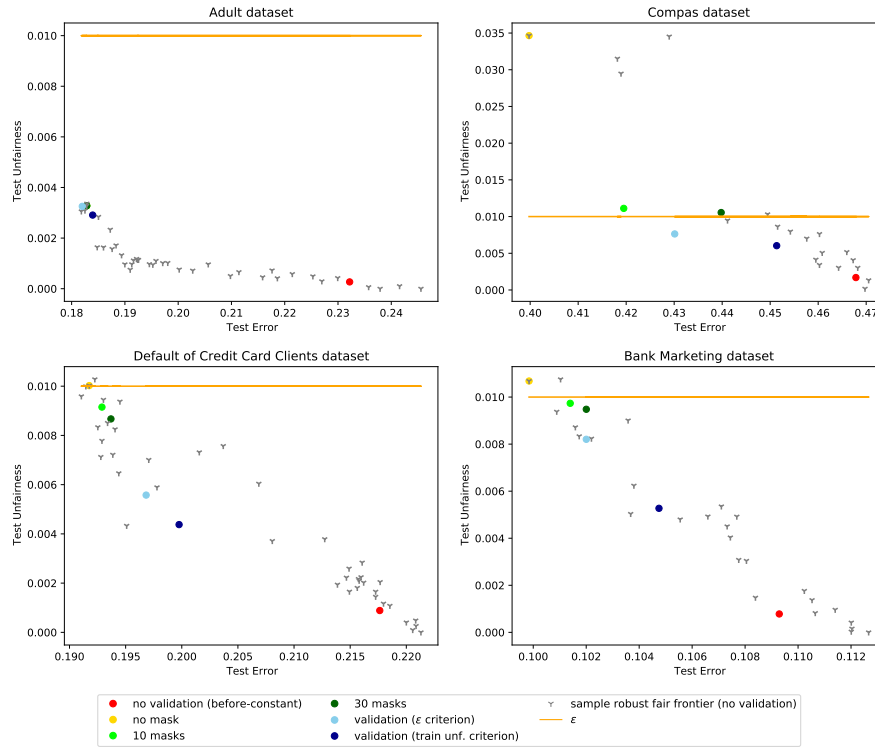 Adult dataset
0.010
0.008
0.006
0.004
0.002
0.000
Test Unfairness
0.18 0.19 0.20 0.21 0.22 0.23 0.24
Test Error
Compas dataset
0.035
0.030
0.025
0.020
0.015
0.010
0.005
0.000
Test Unfairness
0.40 0.41 0.42 0.43 0.44 0.45 0.46 0.47
Test Error
Default of Credit Card Clients dataset
0.010
0.008
0.006
0.004
0.002
0.000
Test Unfairness
0.190 0.195 0.200 0.205 0.210 0.215 0.220
Test Error
Bank Marketing dataset
0.010
0.008
0.006
0.004
0.002
0.000
Test Unfairness
0.100 0.102 0.104 0.106 0.108 0.110 0.112
Test Error
no validation (before-constant)
no mask
10 masks
30 masks
validation (ε criterion)
validation (train unf. criterion)
sample robust fair frontier (no validation)
ε